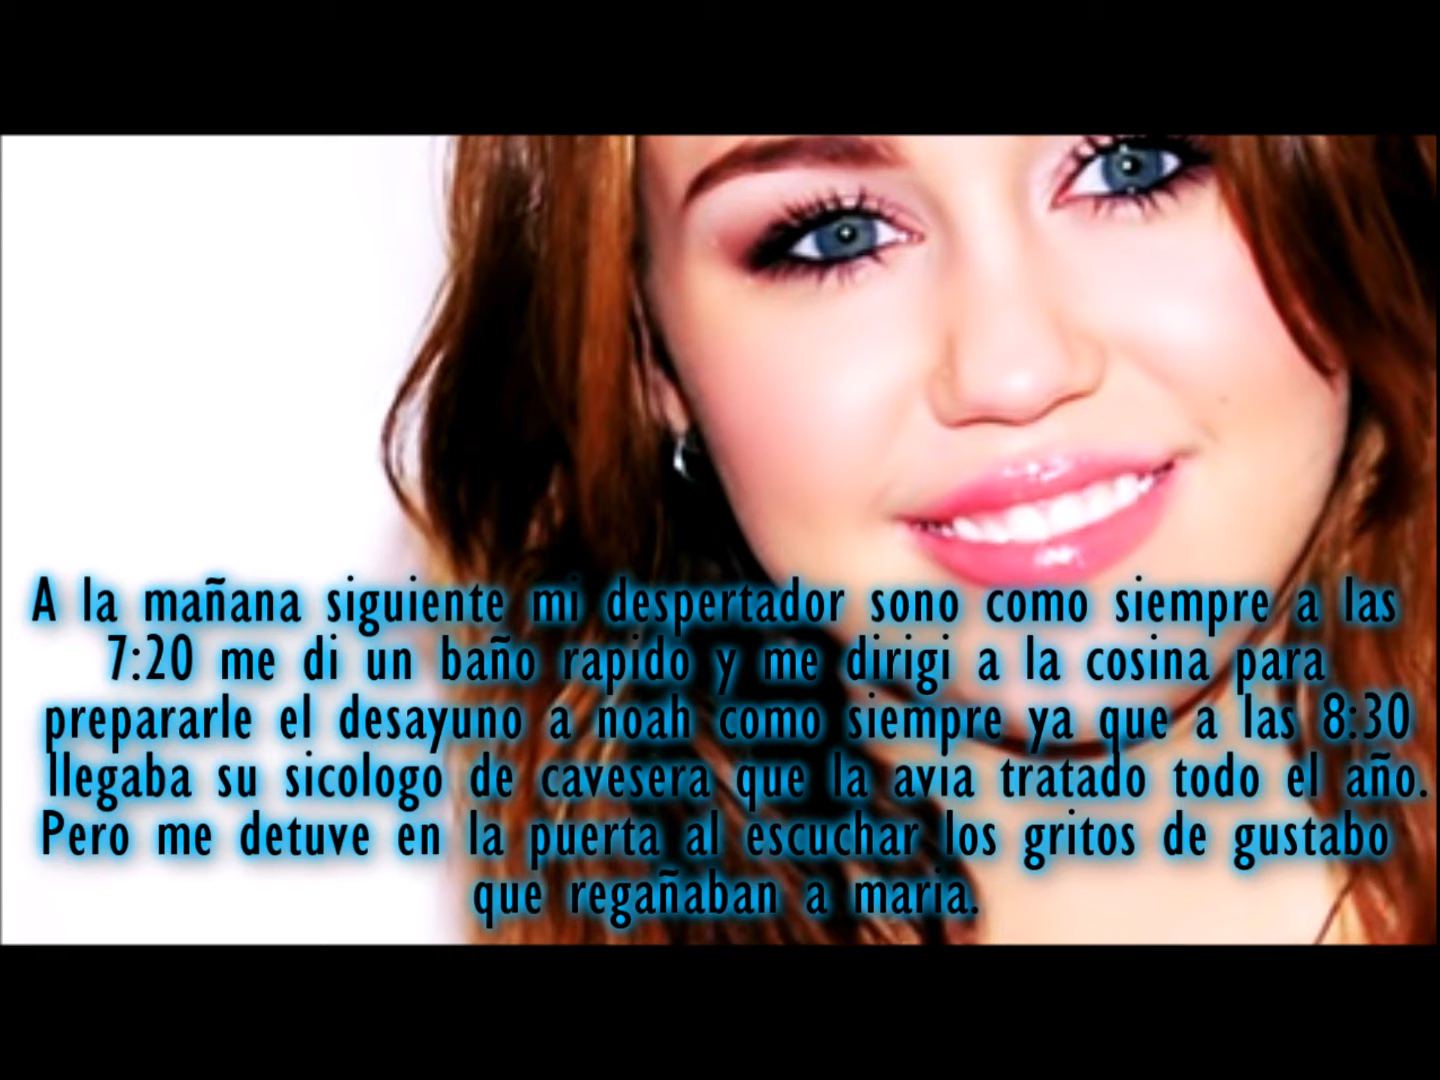 A la mañana siguiente mi despertador sono como siempre a las
7:20 me di un baño rapido y me dirigi a la cosina para
prepararle el desayuno a noah como siempre ya que a las 8:30
llegaba su sicologo de cavesera que la avia tratado todo el año.
Pero me detuve en la puerta al escuchar los gritos de gustabo
que regañaban a maria.